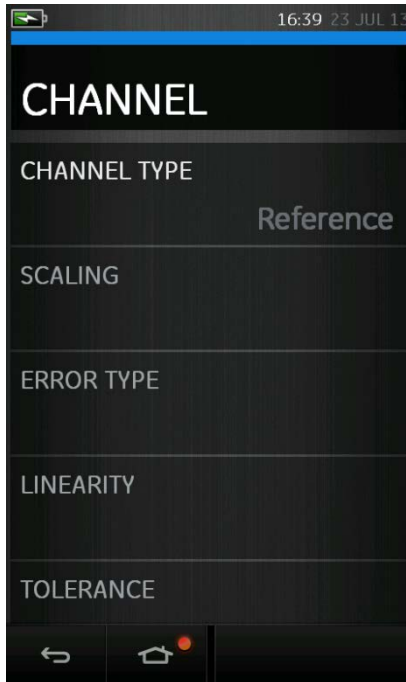 16:39 23 JUL 13
CHANNEL
CHANNEL TYPE
Reference
SCALING
ERROR TYPE
LINEARITY
TOLERANCE